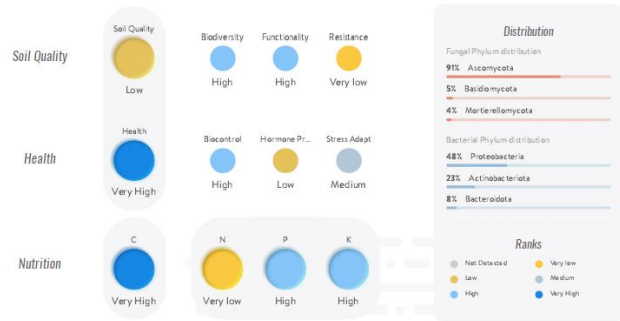 Soil Quality
Soil Quality
Low
Biodiversity Functionality Resistance
High High Very low
Health
Health
Very High
Biocontrol Hormone Pr... Stress Adapt
High Low Medium
Nutrition
C
Very High
N P K
Very low High High
Distribution
Fungal Phylum distribution
91% Ascomycota
5% Basidiomycota
4% Mortierellomycota
Bacterial Phylum distribution
48% Proteobacteria
23% Actinobacteriota
8% Bacteroidota
Ranks
Not Detected Very low
Low Medium
High Very High